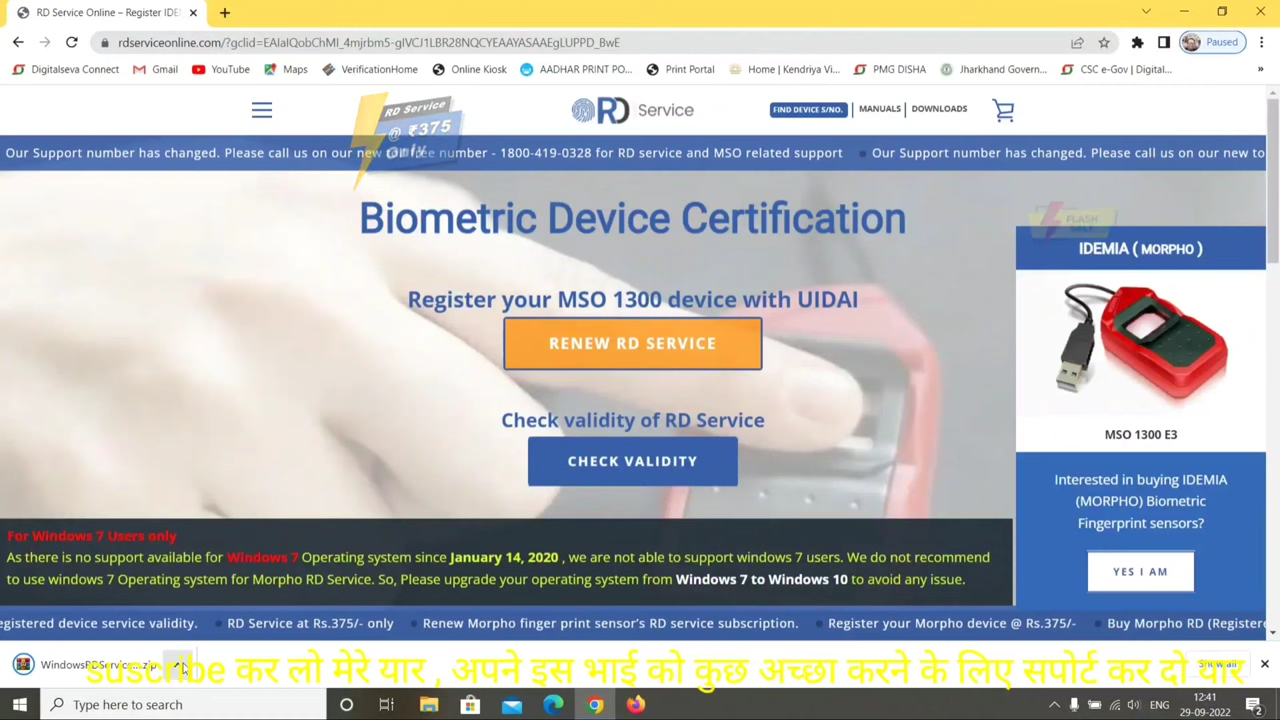 RD Service Online – Register IDE
rdserviceonline.com/?gclid=EAIaIQobChMI_4mjrbm5-gIVCJ1LBR28NQCYEAAYASAAEgLUPPD_BwE
Paused
Digitalseva Connect
Gmail
YouTube
Maps
VerificationHome
Online Kiosk
AADHAR PRINT PO...
Print Portal
Home | Kendriya Vi...
PMG DISHA
Jharkhand Govern...
CSC e-Gov | Digital...
»
RD Service
@ ₹375
Only
RD Service
FIND DEVICE S/NO.
MANUALS
DOWNLOADS
Our Support number has changed. Please call us on our new number - 1800-419-0328 for RD service and MSO related support
Our Support number has changed. Please call us on our new to
Biometric Device Certification
Register your MSO 1300 device with UIDAI
RENEW RD SERVICE
Check validity of RD Service
CHECK VALIDITY
FLASH
IDEMIA ( MORPHO )
MSO 1300 E3
Interested in buying IDEMIA
(MORPHO) Biometric
Fingerprint sensors?
YES I AM
For Windows 7 Users only
As there is no support available for Windows 7 Operating system since January 14, 2020 , we are not able to support windows 7 users. We do not recommend
to use windows 7 Operating system for Morpho RD Service. So, Please upgrade your operating system from Windows 7 to Windows 10 to avoid any issue.
egistered device service validity.
RD Service at Rs.375/- only
Renew Morpho finger print sensor's RD service subscription.
Register your Morpho device @ Rs.375/-
Buy Morpho RD (Registere
WindowsRDService....zip
Show all
suscribe कर लो मेरे यार , अपने इस भाई को कुछ अच्छा करने के लिए सपोर्ट कर दो यार
Type here to search
ENG
12:41
29-09-2022
2